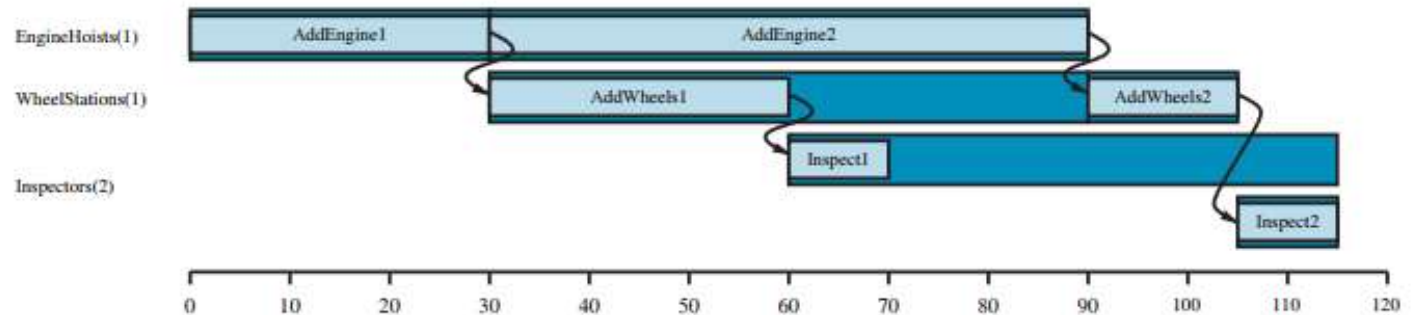 EngineHoists(1) AddEngine1 AddEngine2
WheelStations(1) AddWheels1 AddWheels2
Inspect1
Inspectors(2)
Inspect2
0 10 20 30 40 50 60 70 80 90 100 110 120